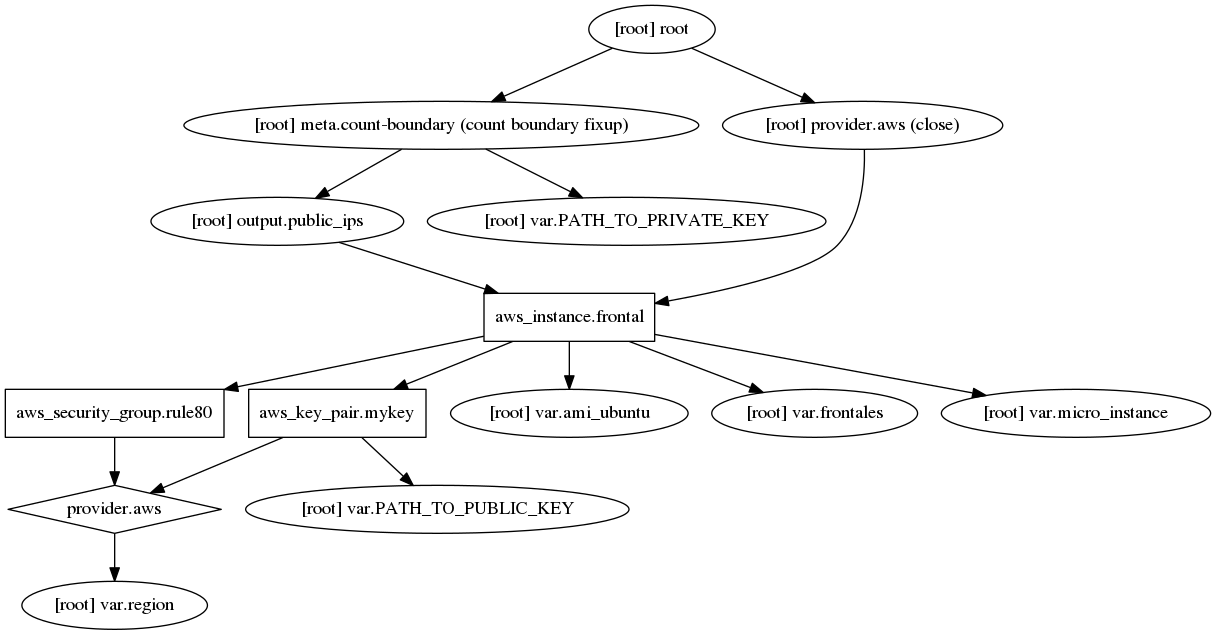 [root] root
[root] meta.count-boundary (count boundary fixup)
[root] provider.aws (close)
[root] output.public_ips
[root] var.PATH_TO_PRIVATE_KEY
aws_instance.frontal
aws_security_group.rule80
aws_key_pair.mykey
[root] var.ami_ubuntu
[root] var.frontales
[root] var.micro_instance
provider.aws
[root] var.PATH_TO_PUBLIC_KEY
[root] var.region